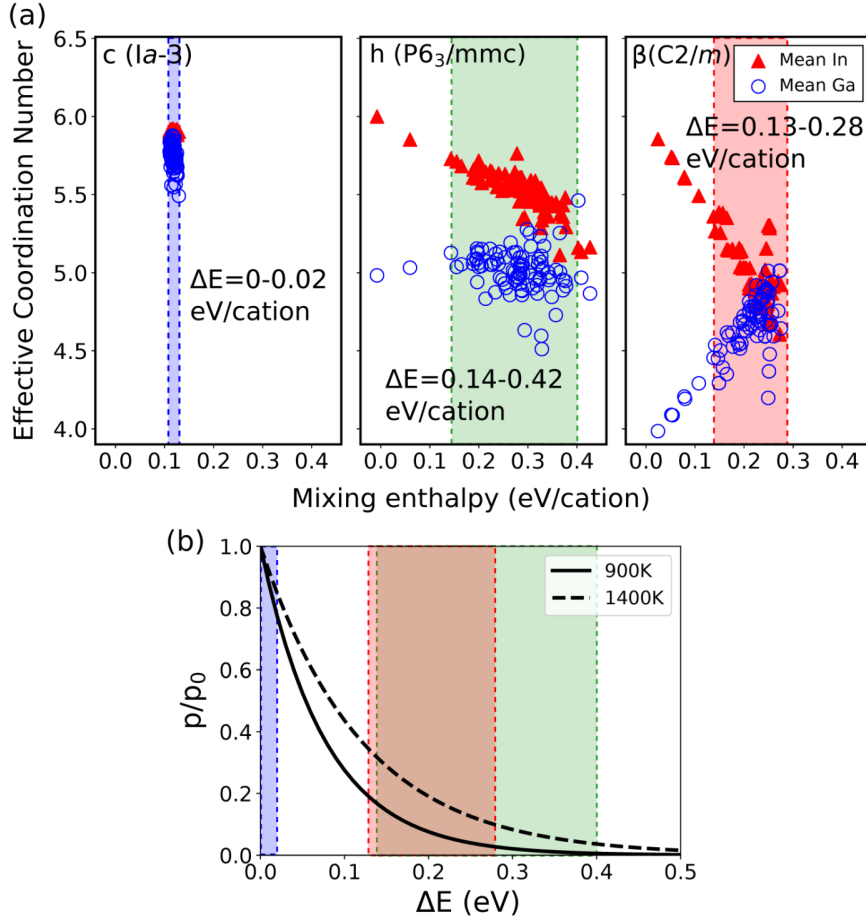 (a)
Effective Coordination Number
6.5
6.0
5.5
5.0
4.5
4.0
c (Ia-3)
ΔE=0-0.02
eV/cation
0.0 0.1 0.2 0.3 0.4
h (P6₃/mmc)
ΔE=0.14-0.42
eV/cation
0.0 0.1 0.2 0.3 0.4
β(C2/m)
Mean In
Mean Ga
ΔE=0.13-0.28
eV/cation
0.0 0.1 0.2 0.3 0.4
Mixing enthalpy (eV/cation)
(b)
p/p₀
1.0
0.8
0.6
0.4
0.2
0.0
900K
1400K
0.0 0.1 0.2 0.3 0.4 0.5
ΔE (eV)